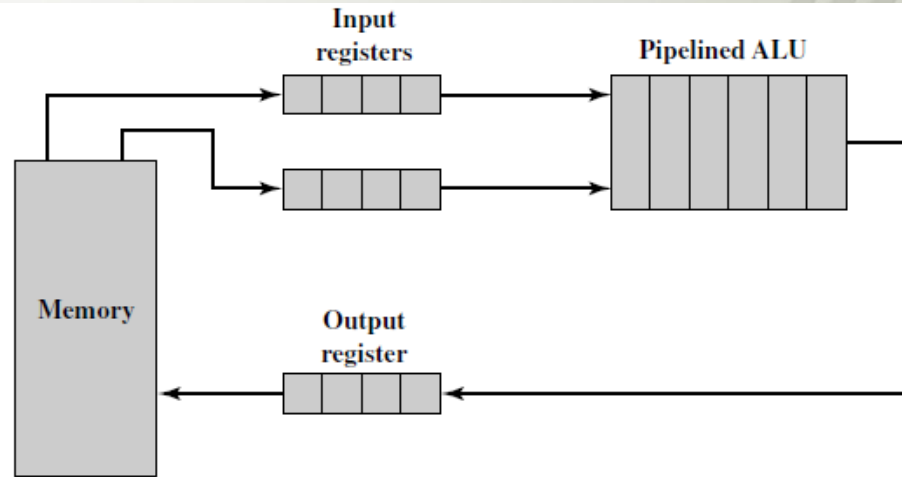 Input
registers
Pipelined ALU
Memory
Output
register